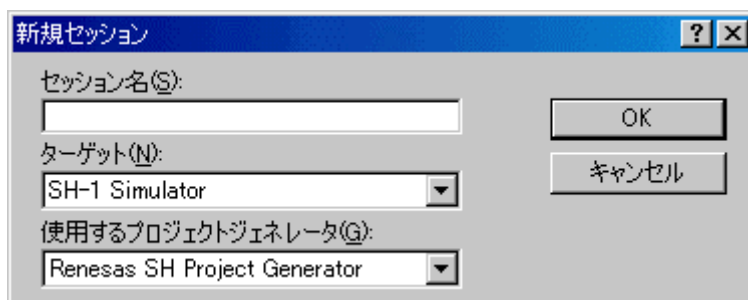 新規セッション
セッション名(S):
OK
ターゲット(N):
キャンセル
SH-1 Simulator
使用するプロジェクトジェネレータ(G):
Renesas SH Project Generator